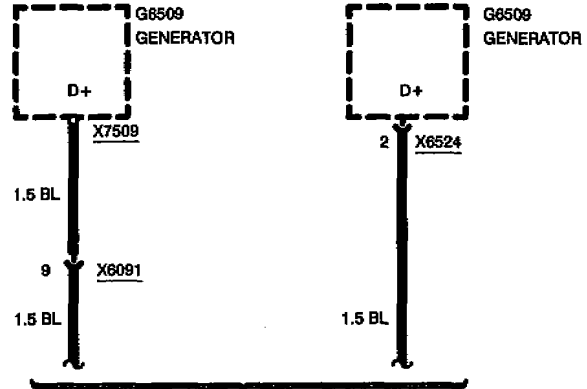 G6509
GENERATOR
D+
X7509
1.5 BL
9 X6091
1.5 BL
G6509
GENERATOR
D+
2 X6524
1.5 BL